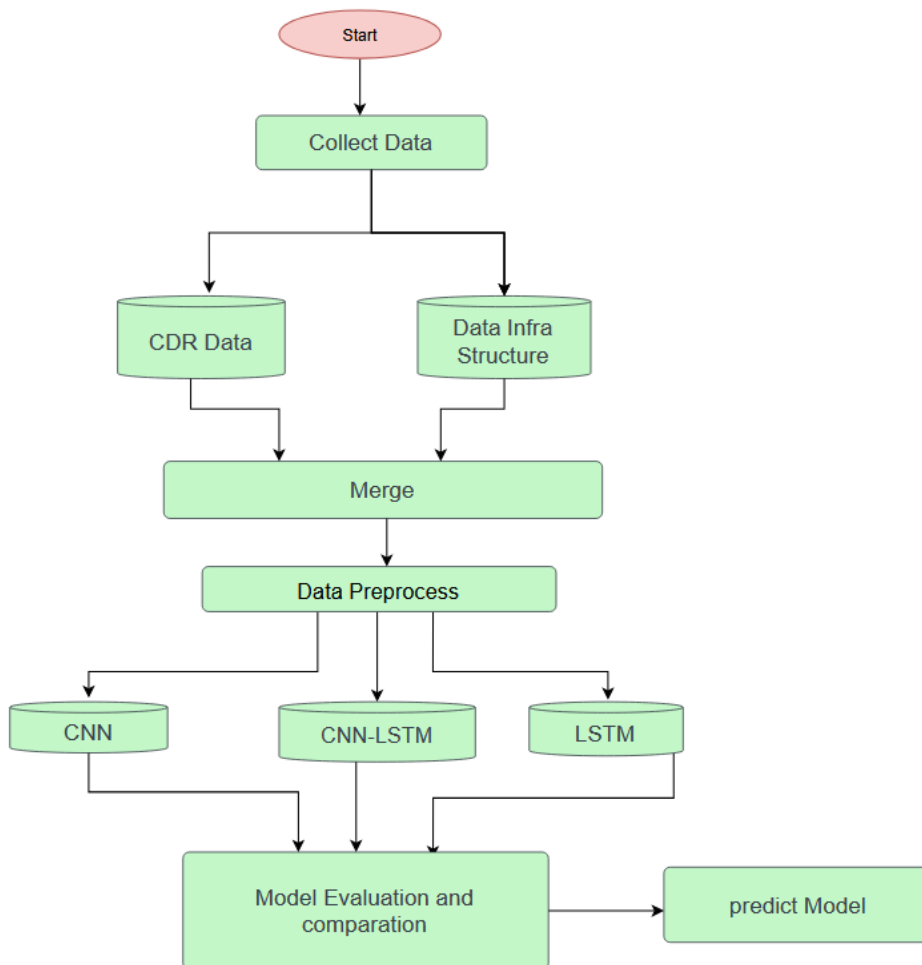 Start
Collect Data
CDR Data
Data Infra
Structure
Merge
Data Preprocess
CNN
CNN-LSTM
LSTM
Model Evaluation and
comparation
predict Model